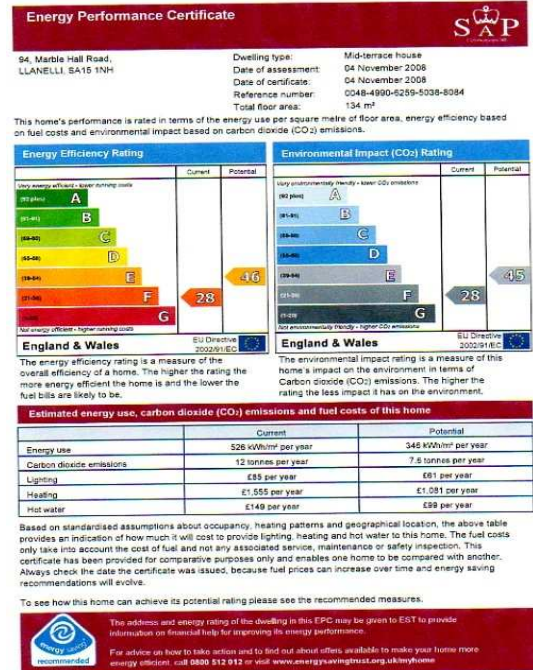 Energy Performance Certificate
SAP
94, Marble Hall Road,
LLANELLI, SA15 1NH
Dwelling type: Mid-terrace house
Date of assessment: 04 November 2008
Date of certificate: 04 November 2008
Reference number: 0048-4990-6259-5038-8084
Total floor area: 134 m²
This home's performance is rated in terms of the energy use per square metre of floor area, energy efficiency based
on fuel costs and environmental impact based on carbon dioxide (CO2) emissions.
Energy Efficiency Rating
Current Potential
Very energy efficient - lower running costs
(92 plus) A
(81-91) B
(69-80) C
(55-68) D
(39-54) E 46
(21-38) F 28
(1-20) G
Not energy efficient - higher running costs
England & Wales
EU Directive
2002/91/EC
Environmental Impact (CO2) Rating
Current Potential
Very environmentally friendly - lower CO2 emissions
(92 plus) A
(81-91) B
(69-80) C
(55-68) D
(39-54) E 45
(21-38) F 28
(1-20) G
Not environmentally friendly - higher CO2 emissions
England & Wales
EU Directive
2002/91/EC
The energy efficiency rating is a measure of the
overall efficiency of a home. The higher the rating the
more energy efficient the home is and the lower the
fuel bills are likely to be.
The environmental impact rating is a measure of this
home's impact on the environment in terms of
Carbon dioxide (CO2) emissions. The higher the
rating the less impact it has on the environment.
Estimated energy use, carbon dioxide (CO2) emissions and fuel costs of this home
Current Potential
Energy use 526 kWh/m² per year 346 kWh/m² per year
Carbon dioxide emissions 12 tonnes per year 7.6 tonnes per year
Lighting £85 per year £61 per year
Heating £1,555 per year £1,081 per year
Hot water £149 per year £99 per year
Based on standardised assumptions about occupancy, heating patterns and geographical location, the above table
provides an indication of how much it will cost to provide lighting, heating and hot water to this home. The fuel costs
only take into account the cost of fuel and not any associated service, maintenance or safety inspection. This
certificate has been provided for comparative purposes only and enables one home to be compared with another.
Always check the date the certificate was issued, because fuel prices can increase over time and energy saving
recommendations will evolve.
To see how this home can achieve its potential rating please see the recommended measures.
energy saving
recommended
The address and energy rating of the dwelling in this EPC may be given to EST to provide
information on financial help for improving its energy performance.
For advice on how to take action and to find out about offers available to make your home more
energy efficient, call 0800 512 012 or visit www.energysavingtrust.org.uk/myhome